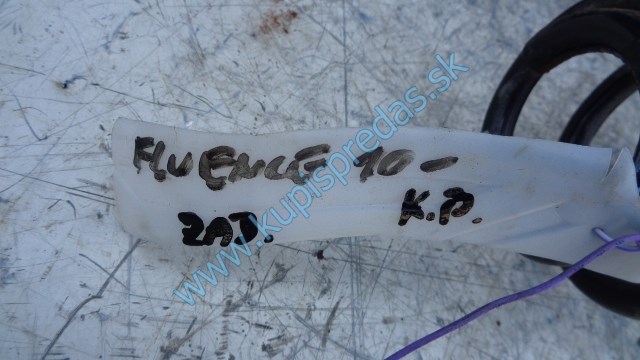 FLUENCE 10-
ZAD. K.P.
www.kupispredas.sk